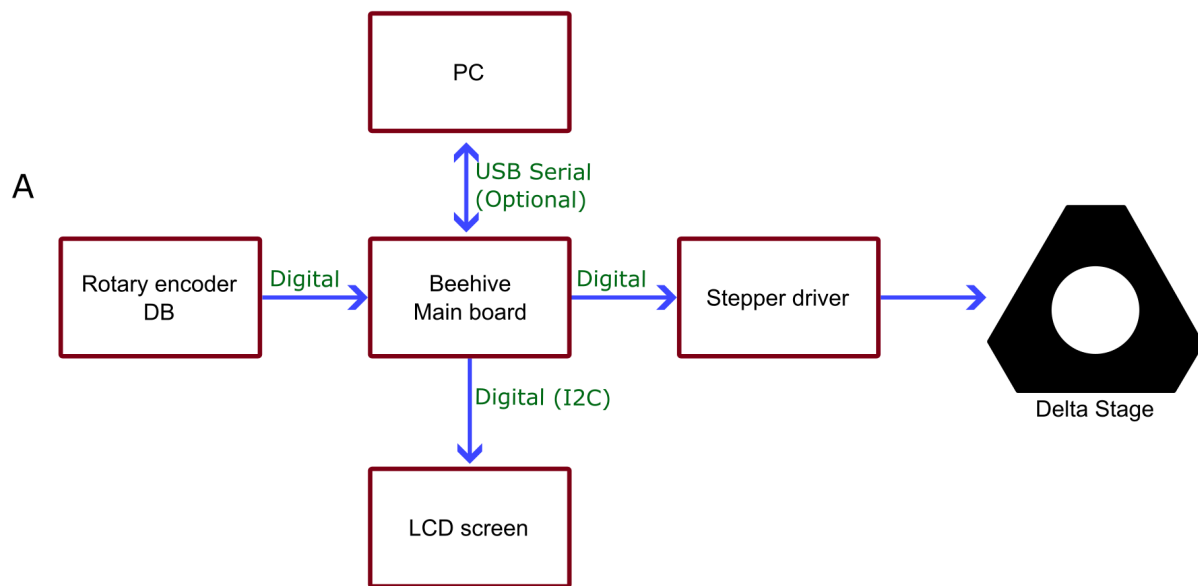 PC
USB Serial
(Optional)
A
Rotary encoder
DB
Digital
Beehive
Main board
Digital
Stepper driver
Delta Stage
Digital (I2C)
LCD screen